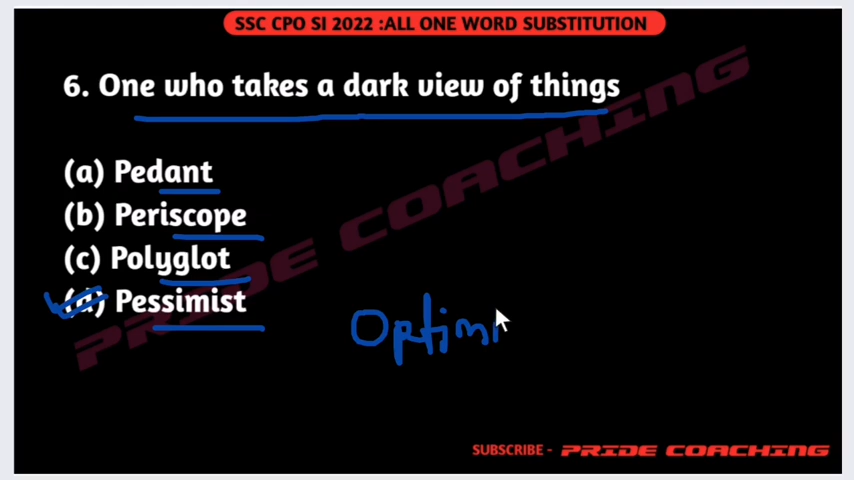 SSC CPO SI 2022 :ALL ONE WORD SUBSTITUTION
6. One who takes a dark view of things
(a) Pedant
(b) Periscope
(c) Polyglot
(d) Pessimist
Optimi
PRIDE COACHING
SUBSCRIBE - PRIDE COACHING